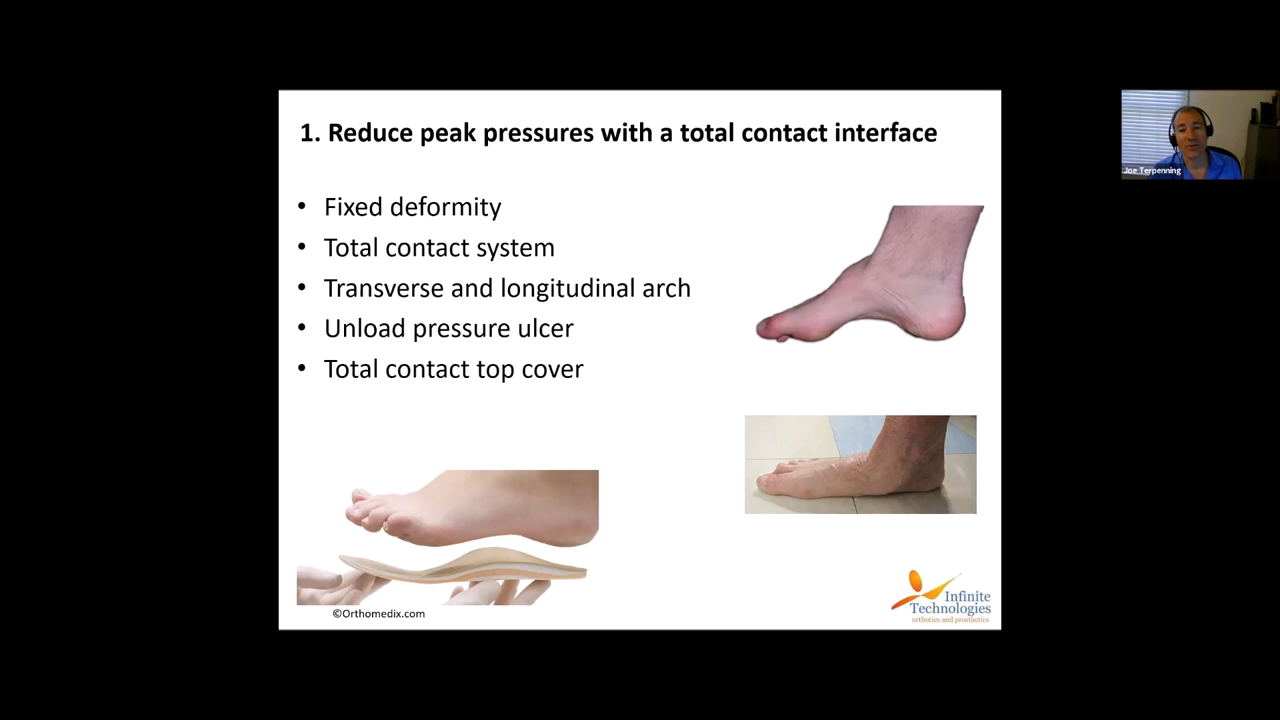 1. Reduce peak pressures with a total contact interface
Joe Terpenning
• Fixed deformity
• Total contact system
• Transverse and longitudinal arch
• Unload pressure ulcer
• Total contact top cover
©Orthomedix.com
Infinite
Technologies
orthotics and prosthetics